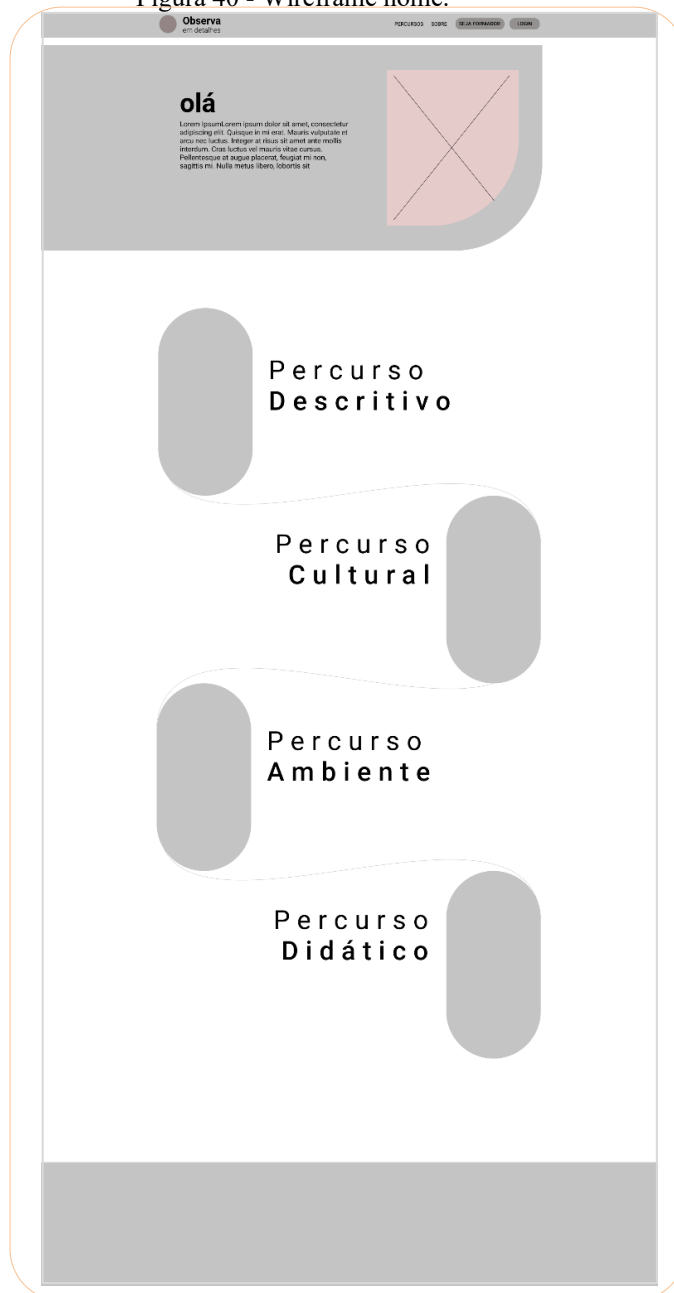 Figura 40 - Wireframe home.
Observa
em detalhes
PERCURSOS SOBRE SEJA FORMADOR LOGIN
olá
Lorem ipsumLorem ipsum dolor sit amet, consectetur
adipiscing elit. Quisque in mi erat. Mauris vulputate et
arcu nec luctus. Integer at risus sit amet ante mollis
interdum. Cras luctus vel mauris vitae cursus.
Pellentesque at augue placerat, feugiat mi non,
sagittis mi. Nulla metus libero, lobortis sit
Percurso
Descritivo
Percurso
Cultural
Percurso
Ambiente
Percurso
Didático